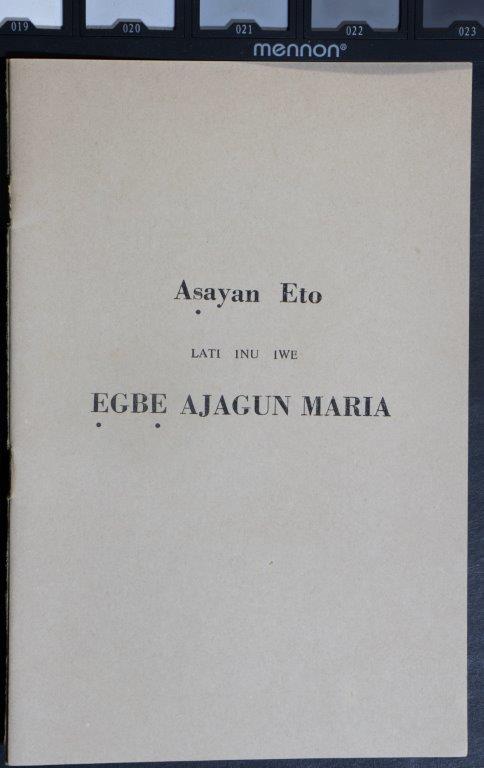 019 020 021 022 023
mennon®
Aṣayan Eto
LATI INU IWE
ẸGBẸ AJAGUN MARIA